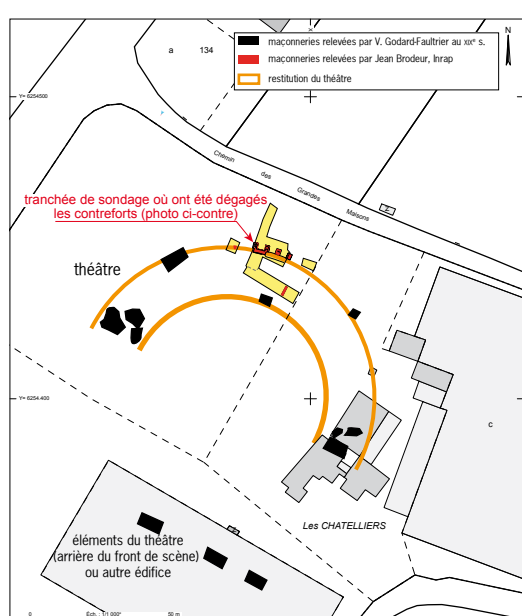 a 134
maçonneries relevées par V. Godard-Faultrier au XIXᵉ s.
maçonneries relevées par Jean Brodeur, Inrap
restitution du théâtre
N
Y= 6254500
Chemin des Grandes Maisons
tranchée de sondage où ont été dégagés
les contreforts (photo ci-contre)
théâtre
Y= 6254.400
c
Les CHATELLIERS
éléments du théâtre
(arrière du front de scène)
ou autre édifice
0 Éch. : 1/1 000° 50 m